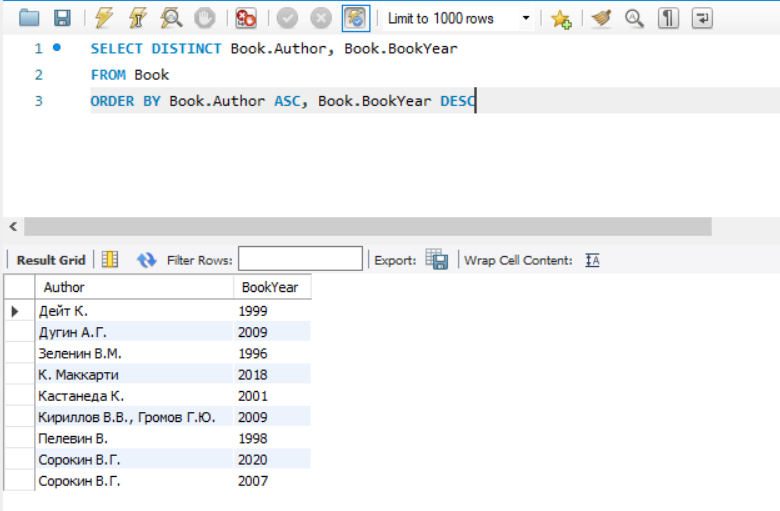 Limit to 1000 rows
1 SELECT DISTINCT Book.Author, Book.BookYear
2 FROM Book
3 ORDER BY Book.Author ASC, Book.BookYear DESC
Result Grid Filter Rows: Export: Wrap Cell Content: IA
Author BookYear
Дейт К. 1999
Дугин А.Г. 2009
Зеленин В.М. 1996
К. Маккарти 2018
Кастанеда К. 2001
Кириллов В.В., Громов Г.Ю. 2009
Пелевин В. 1998
Сорокин В.Г. 2020
Сорокин В.Г. 2007